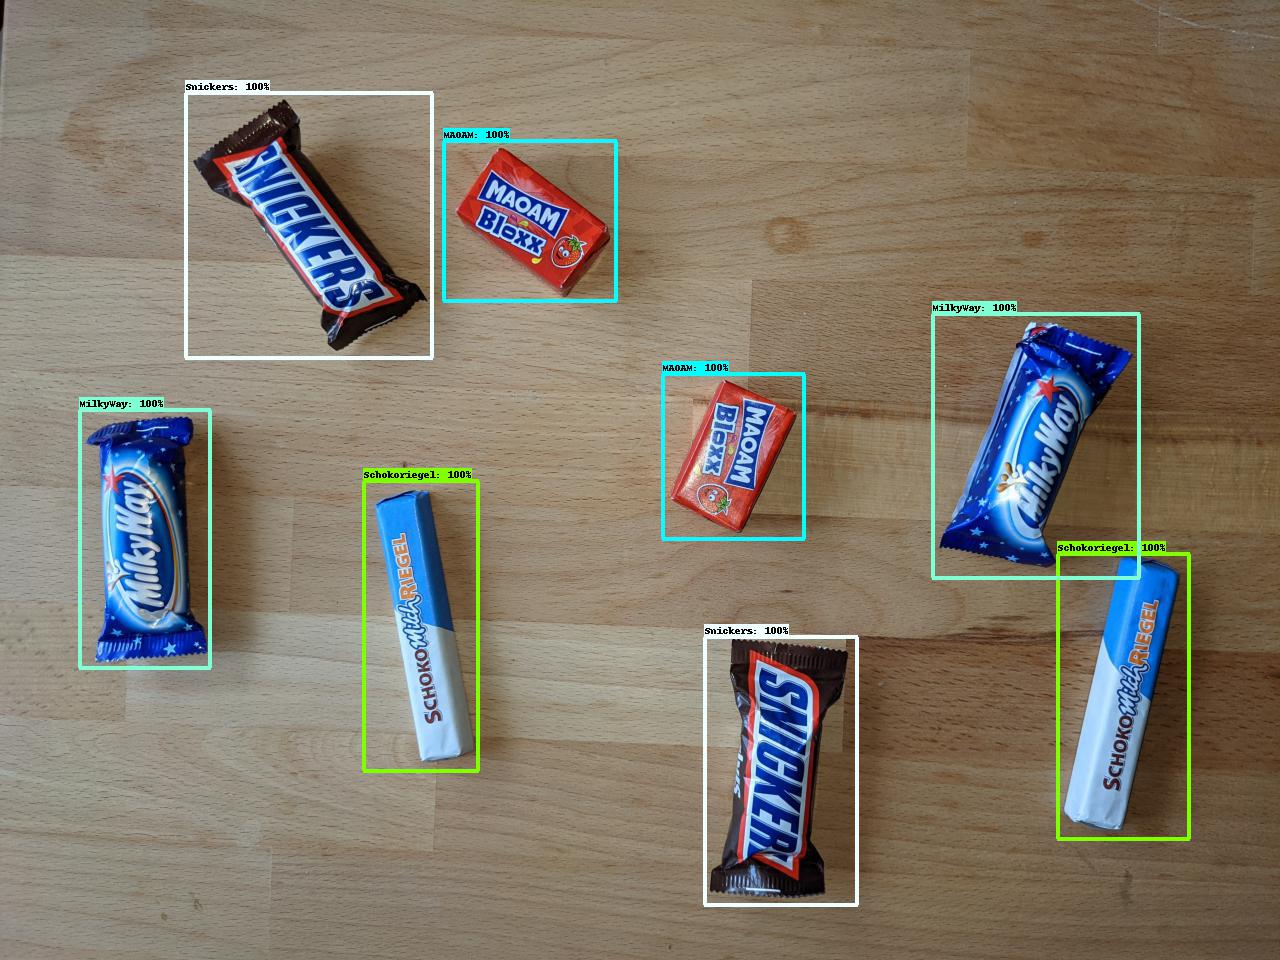 Snickers: 100%
SNICKERS
MAOAM: 100%
MAOAM
Bloxx
MilkyWay: 100%
MilkyWay
MAOAM: 100%
MAOAM
Bloxx
MilkyWay: 100%
MilkyWay
Schokoriegel: 100%
SCHOKO Milch RIEGEL
Schokoriegel: 100%
SCHOKO Milch RIEGEL
Snickers: 100%
SNICKER